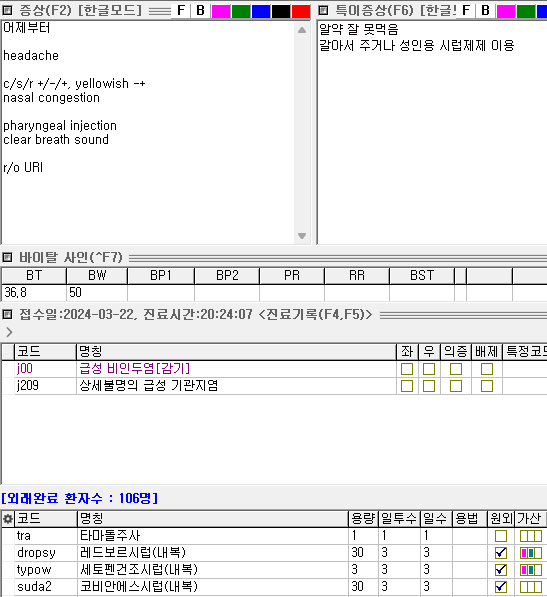 증상(F2) [한글모드] F B
어제부터
headache
c/s/r +/-/+, yellowish -+
nasal congestion
pharyngeal injection
clear breath sound
r/o URI
특이증상(F6) [한글! F B
알약 잘 못먹음
갈아서 주거나 성인용 시럽제제 이용
바이탈 사인(^F7)
BT BW BP1 BP2 PR RR BST
36.8 50
접수일:2024-03-22, 진료시간:20:24:07 <진료기록(F4,F5)>
>
코드 명칭 좌 우 의증 배제 특정코드
j00 급성 비인두염[감기]
j209 상세불명의 급성 기관지염
[외래완료 환자수 : 106명]
코드 명칭 용량 일투수 일수 용법 원외 가산
tra 타마돌주사 1 1 1
dropsy 레드보르시럽(내복) 30 3 3
typow 세토펜건조시럽(내복) 3 3 3
suda2 코비안에스시럽(내복) 30 3 3